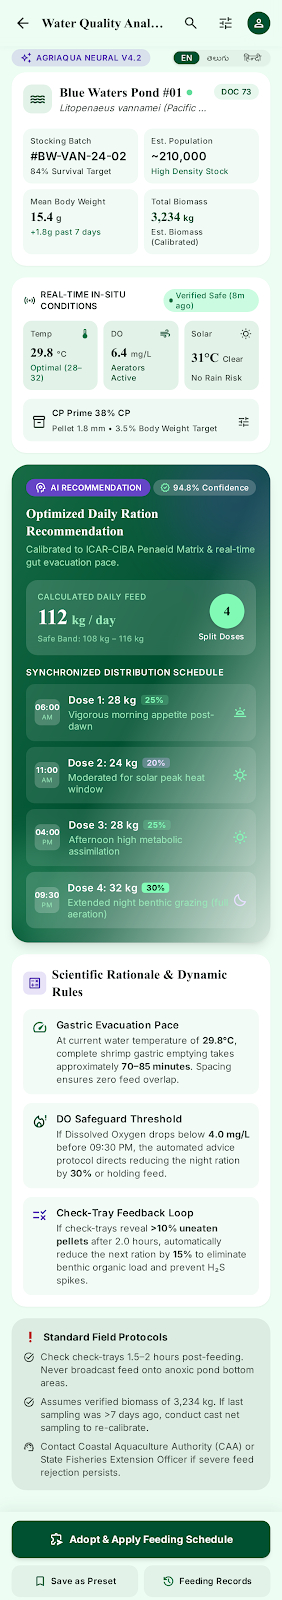 Water Quality Anal...
AGRIAQUA NEURAL V4.2
EN తెలుగు हिन्दी
Blue Waters Pond #01
DOC 73
Litopenaeus vannamei (Pacific ...
Stocking Batch
#BW-VAN-24-02
84% Survival Target
Est. Population
~210,000
High Density Stock
Mean Body Weight
15.4 g
+1.8g past 7 days
Total Biomass
3,234 kg
Est. Biomass
(Calibrated)
REAL-TIME IN-SITU
CONDITIONS
Verified Safe (8m
ago)
Temp
29.8 °C
Optimal (28–
32)
DO
6.4 mg/L
Aerators
Active
Solar
31°C Clear
No Rain Risk
CP Prime 38% CP
Pellet 1.8 mm • 3.5% Body Weight Target
AI RECOMMENDATION
94.8% Confidence
Optimized Daily Ration
Recommendation
Calibrated to ICAR-CIBA Penaeid Matrix & real-time
gut evacuation pace.
CALCULATED DAILY FEED
112 kg / day
Safe Band: 108 kg – 116 kg
4
Split Doses
SYNCHRONIZED DISTRIBUTION SCHEDULE
06:00
AM
Dose 1: 28 kg 25%
Vigorous morning appetite post-
dawn
11:00
AM
Dose 2: 24 kg 20%
Moderated for solar peak heat
window
04:00
PM
Dose 3: 28 kg 25%
Afternoon high metabolic
assimilation
09:30
PM
Dose 4: 32 kg 30%
Extended night benthic grazing (full
aeration)
Scientific Rationale & Dynamic
Rules
Gastric Evacuation Pace
At current water temperature of 29.8°C,
complete shrimp gastric emptying takes
approximately 70–85 minutes. Spacing
ensures zero feed overlap.
DO Safeguard Threshold
If Dissolved Oxygen drops below 4.0 mg/L
before 09:30 PM, the automated advice
protocol directs reducing the night ration
by 30% or holding feed.
Check-Tray Feedback Loop
If check-trays reveal >10% uneaten
pellets after 2.0 hours, automatically
reduce the next ration by 15% to eliminate
benthic organic load and prevent H₂S
spikes.
Standard Field Protocols
Check check-trays 1.5–2 hours post-feeding.
Never broadcast feed onto anoxic pond bottom
areas.
Assumes verified biomass of 3,234 kg. If last
sampling was >7 days ago, conduct cast net
sampling to re-calibrate.
Contact Coastal Aquaculture Authority (CAA) or
State Fisheries Extension Officer if severe feed
rejection persists.
Adopt & Apply Feeding Schedule
Save as Preset
Feeding Records